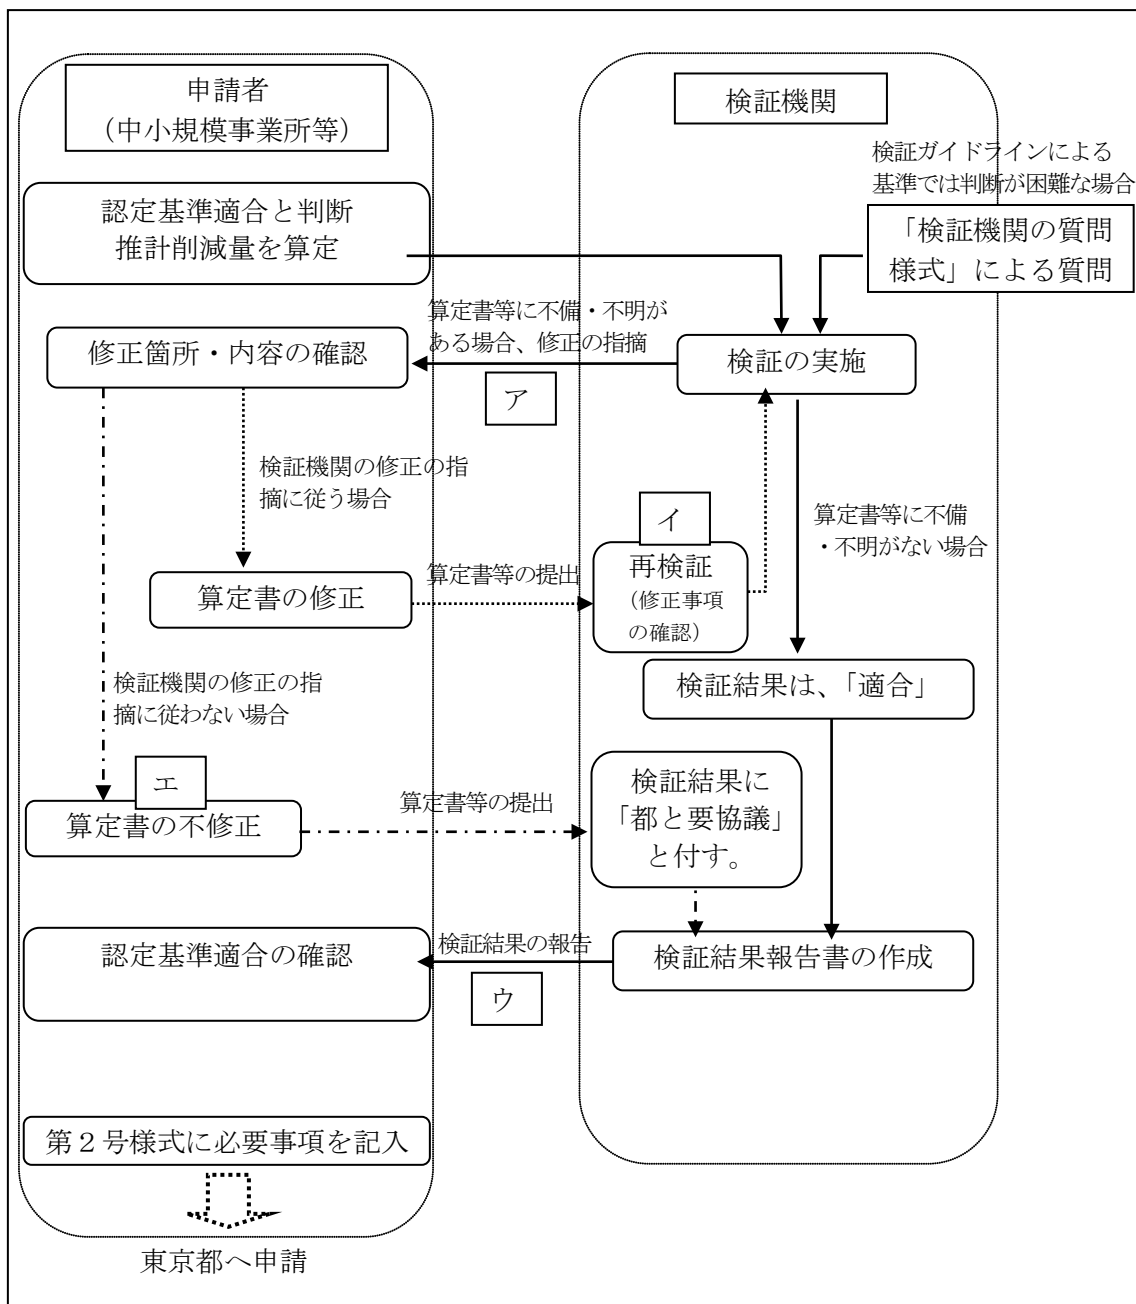 申請者
（中小規模事業所等）
検証機関
検証ガイドラインによる
基準では判断が困難な場合
認定基準適合と判断
推計削減量を算定
「検証機関の質問
様式」による質問
算定書等に不備・不明が
ある場合、修正の指摘
修正箇所・内容の確認
検証の実施
ア
検証機関の修正の指
摘に従う場合
イ
算定書等に不備
・不明がない場合
算定書の修正
算定書等の提出
再検証
（修正事項
の確認）
検証機関の修正の指
摘に従わない場合
検証結果は、「適合」
エ
算定書の不修正
算定書等の提出
検証結果に
「都と要協議」
と付す。
認定基準適合の確認
検証結果の報告
検証結果報告書の作成
ウ
第２号様式に必要事項を記入
東京都へ申請